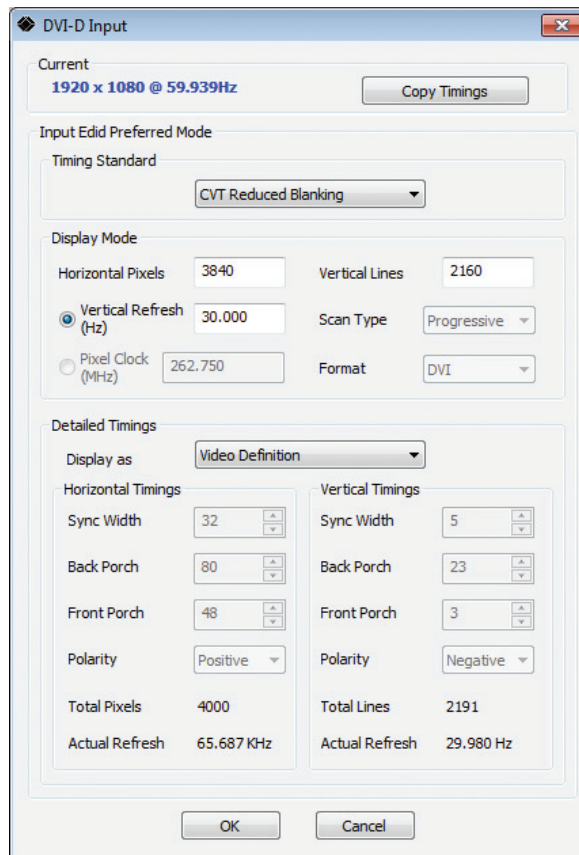 DVI-D Input
Current
1920 x 1080 @ 59.939Hz
Copy Timings
Input Edid Preferred Mode
Timing Standard
CVT Reduced Blanking
Display Mode
Horizontal Pixels 3840 Vertical Lines 2160
Vertical Refresh (Hz) 30.000 Scan Type Progressive
Pixel Clock (MHz) 262.750 Format DVI
Detailed Timings
Display as Video Definition
Horizontal Timings Vertical Timings
Sync Width 32 Sync Width 5
Back Porch 80 Back Porch 23
Front Porch 48 Front Porch 3
Polarity Positive Polarity Negative
Total Pixels 4000 Total Lines 2191
Actual Refresh 65.687 KHz Actual Refresh 29.980 Hz
OK Cancel